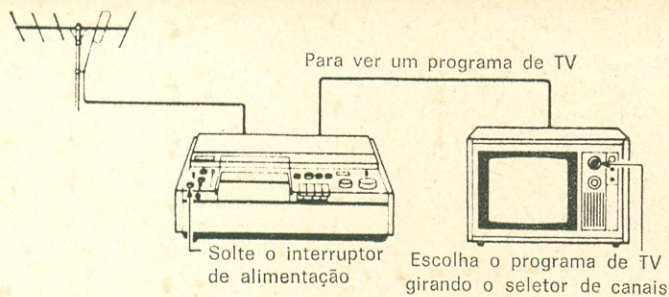 Para ver um programa de TV
Solte o interruptor
de alimentação
Escolha o programa de TV
girando o seletor de canais